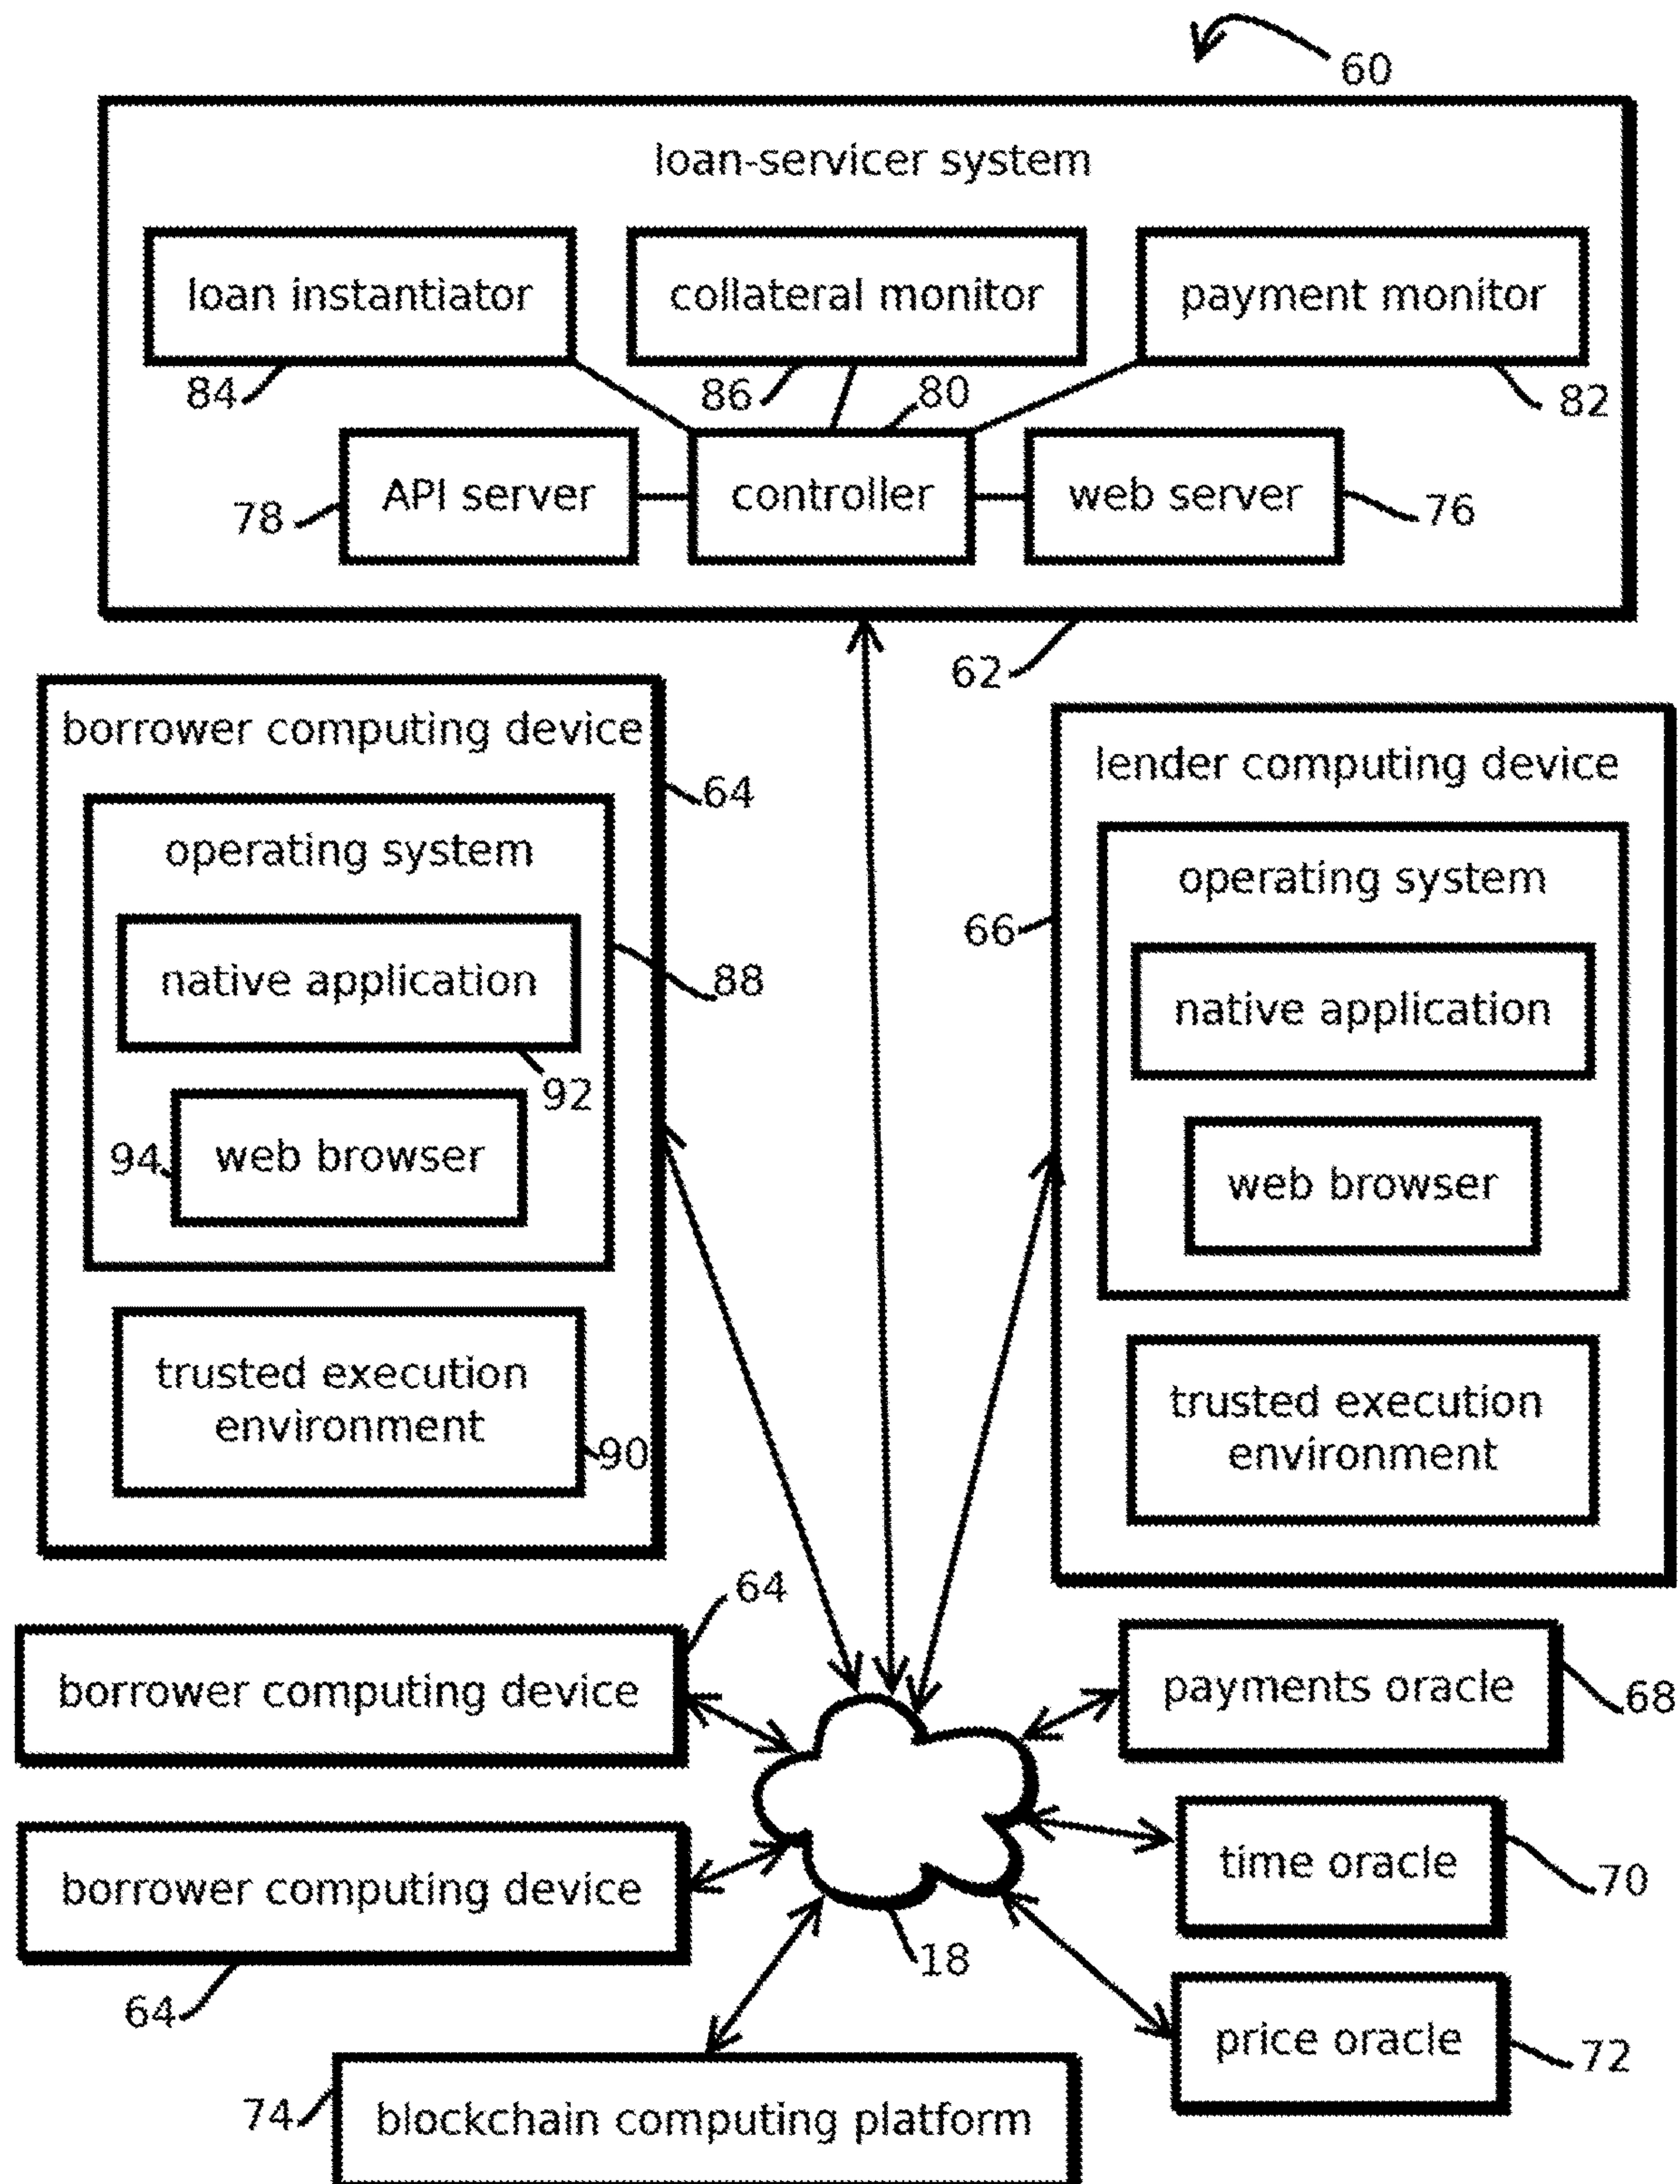 60
loan-servicer system
loan instantiator
collateral monitor
payment monitor
84
86
80
82
API server
controller
web server
78
76
62
borrower computing device
64
operating system
native application
88
92
94
web browser
trusted execution
environment
90
lender computing device
66
operating system
native application
web browser
trusted execution
environment
64
borrower computing device
payments oracle
68
borrower computing device
64
time oracle
70
18
price oracle
72
74
blockchain computing platform